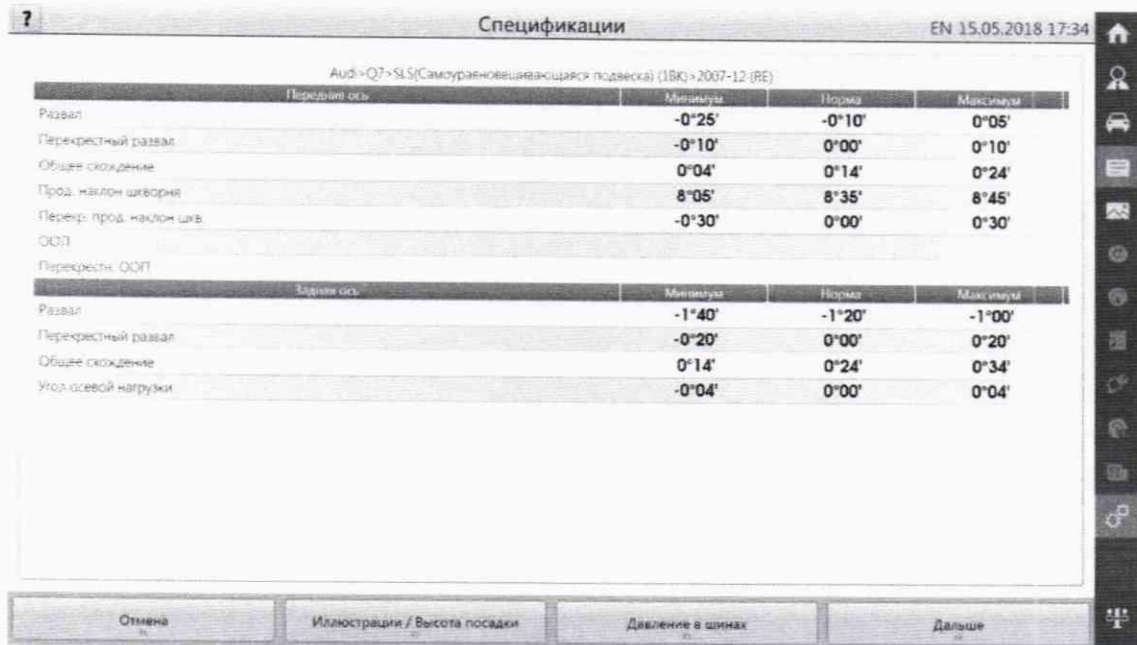 ?
Спецификации
EN 15.05.2018 17:34
Audi>Q7>SLS(Самоуравновешивающаяся подвеска) (1BK)>2007-12 (RE)
Передняя ось Минимум Норма Максимум
Развал -0°25' -0°10' 0°05'
Перекрестный развал -0°10' 0°00' 0°10'
Общее схождение 0°04' 0°14' 0°24'
Прод. наклон шкворня 8°05' 8°35' 8°45'
Перекр. прод. наклон шкв. -0°30' 0°00' 0°30'
ООП
Перекрестн. ООП
Задняя ось Минимум Норма Максимум
Развал -1°40' -1°20' -1°00'
Перекрестный развал -0°20' 0°00' 0°20'
Общее схождение 0°14' 0°24' 0°34'
Угол осевой нагрузки -0°04' 0°00' 0°04'
Отмена
Иллюстрации / Высота посадки
Давление в шинах
Дальше